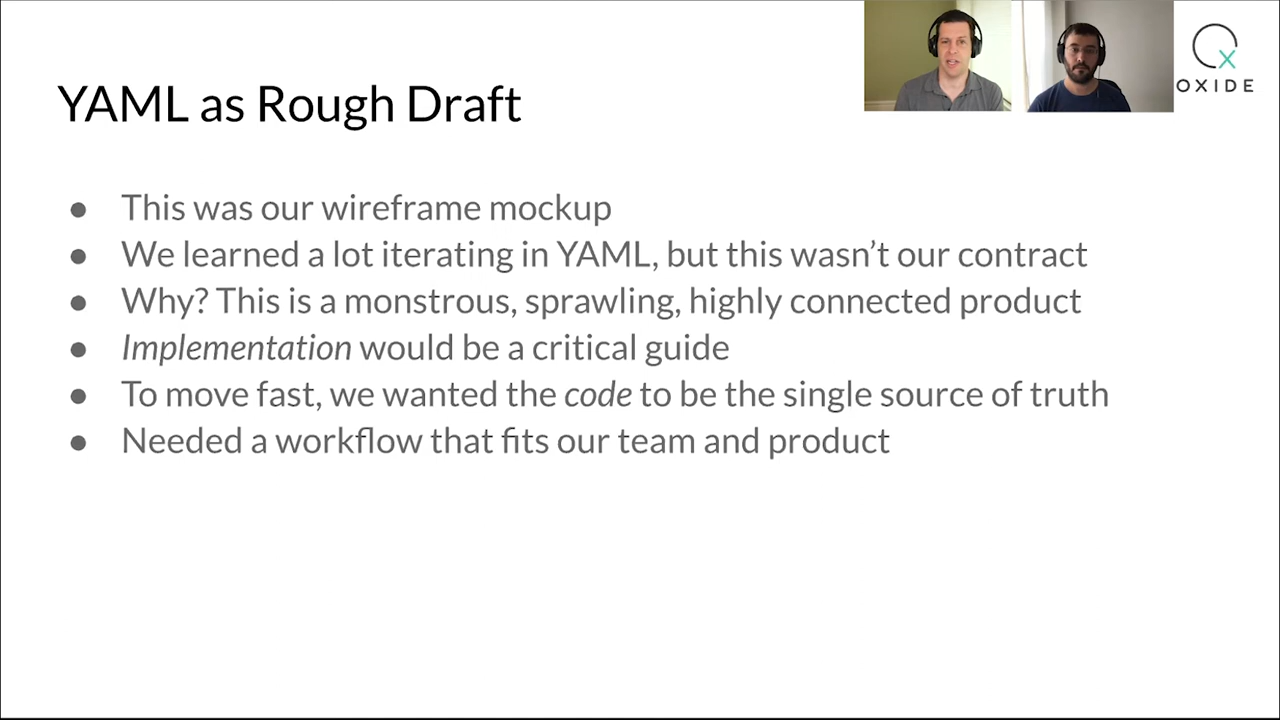 YAML as Rough Draft
OXIDE
● This was our wireframe mockup
● We learned a lot iterating in YAML, but this wasn’t our contract
● Why? This is a monstrous, sprawling, highly connected product
● Implementation would be a critical guide
● To move fast, we wanted the code to be the single source of truth
● Needed a workflow that fits our team and product